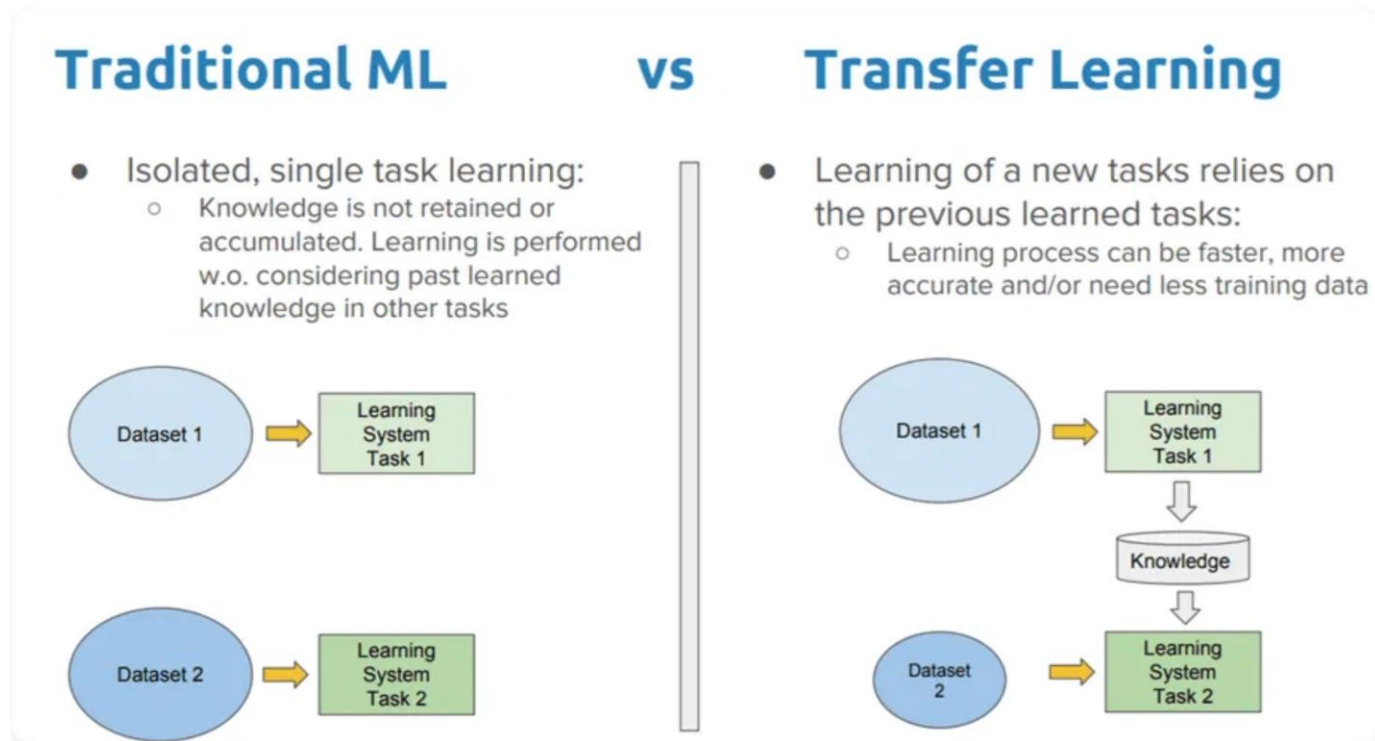 Traditional ML vs Transfer Learning
● Isolated, single task learning:
○ Knowledge is not retained or
accumulated. Learning is performed
w.o. considering past learned
knowledge in other tasks
Dataset 1
Learning
System
Task 1
Dataset 2
Learning
System
Task 2
● Learning of a new tasks relies on
the previous learned tasks:
○ Learning process can be faster, more
accurate and/or need less training data
Dataset 1
Learning
System
Task 1
Knowledge
Dataset
2
Learning
System
Task 2